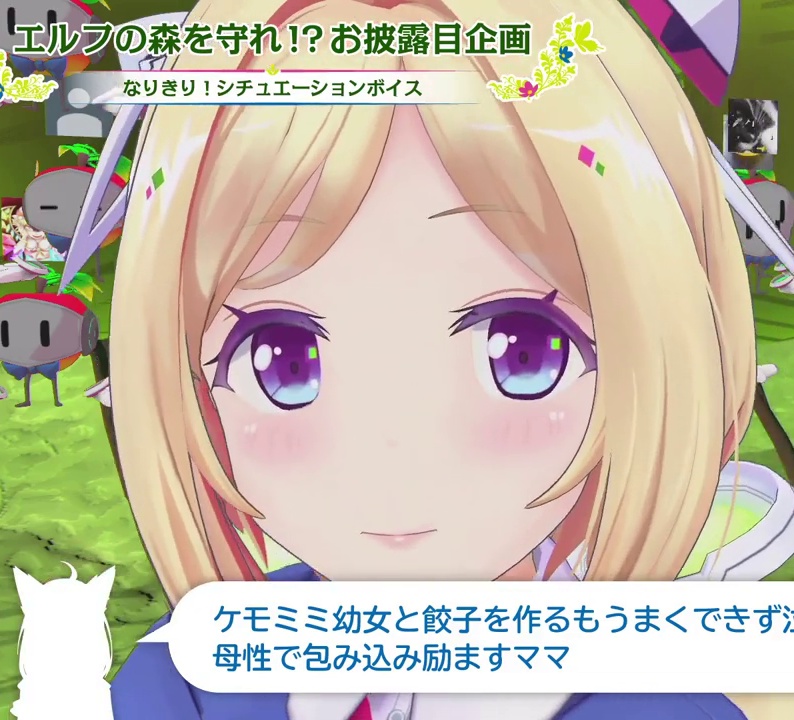 エルフの森を守れ!?お披露目企画
なりきり！シチュエーションボイス
ケモミミ幼女と餃子を作るもうまくできず泣
母性で包み込み励ますママ